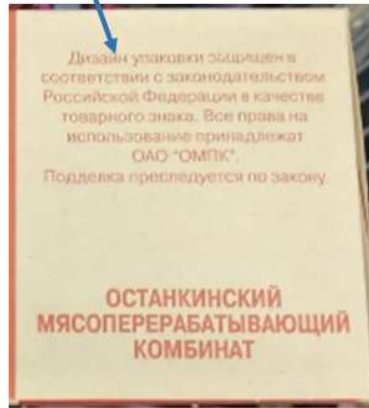 Дизайн упаковки защищен в
соответствии с законодательством
Российской Федерации в качестве
товарного знака. Все права на
использование принадлежат
ОАО "ОМПК".
Подделка преследуется по закону.
ОСТАНКИНСКИЙ
МЯСОПЕРЕРАБАТЫВАЮЩИЙ
КОМБИНАТ